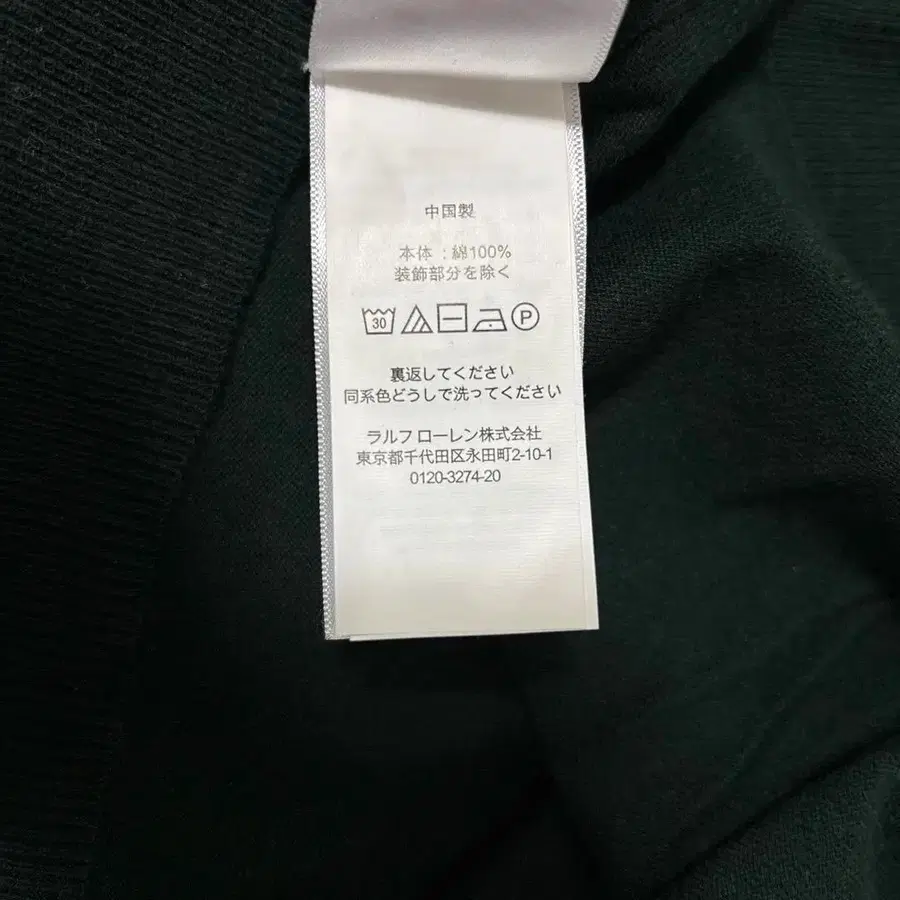 中国製
本体 : 綿100%
装飾部分を除く
30 P
裏返してください
同系色どうしで洗ってください
ラルフ ローレン株式会社
東京都千代田区永田町2-10-1
0120-3274-20